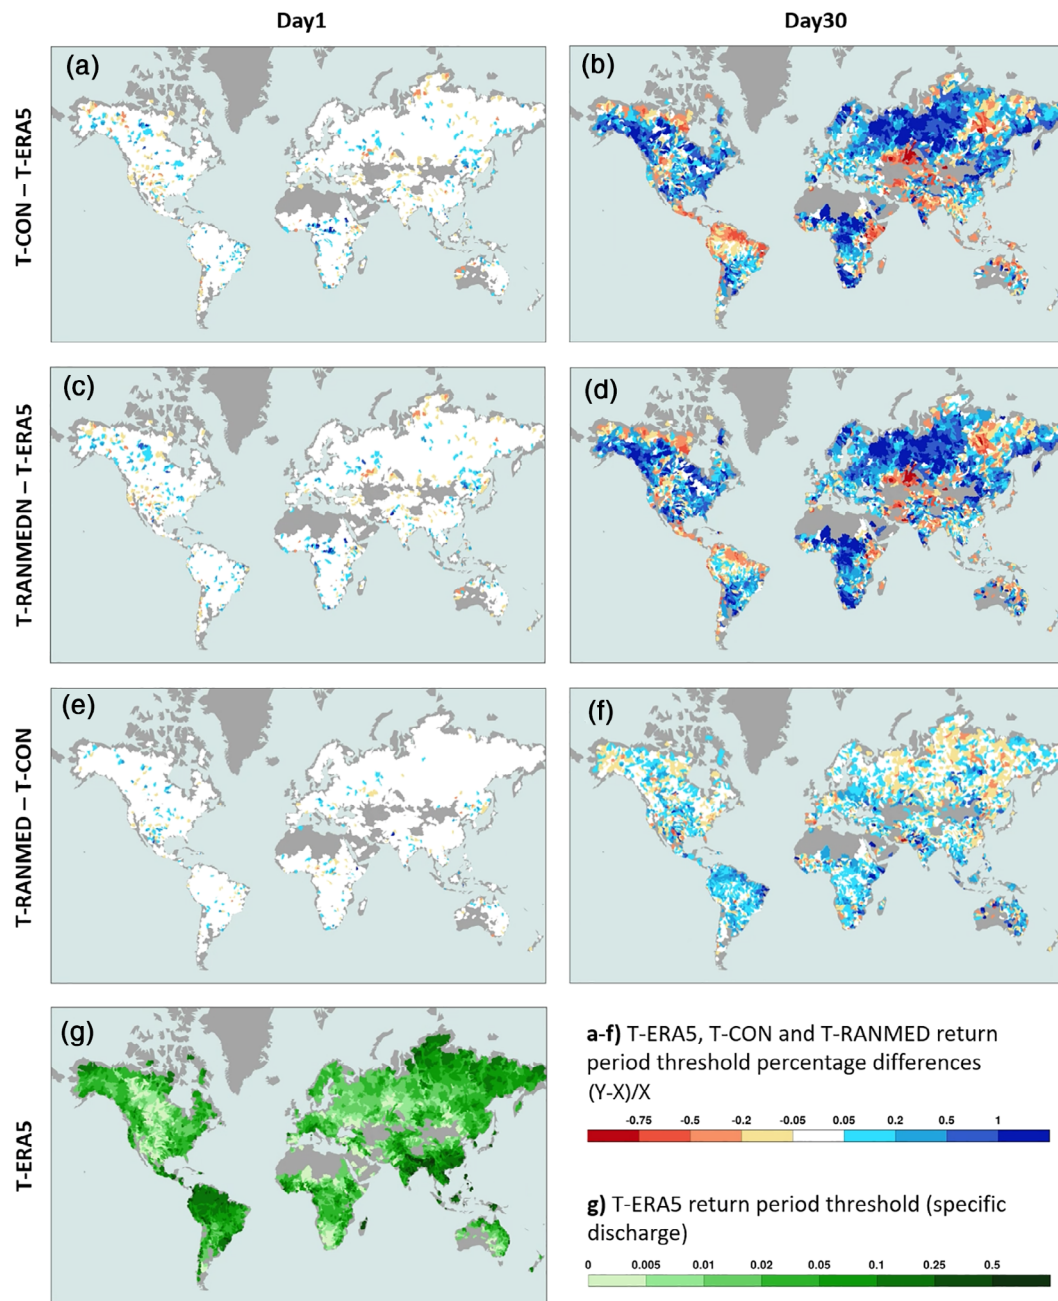 Day1
Day30
T-CON – T-ERA5
(a)
(b)
T-RANMEDN – T-ERA5
(c)
(d)
T-RANMED – T-CON
(e)
(f)
T-ERA5
(g)
a-f) T-ERA5, T-CON and T-RANMED return
period threshold percentage differences
(Y-X)/X
-0.75 -0.5 -0.2 -0.05 0.05 0.2 0.5 1
g) T-ERA5 return period threshold (specific
discharge)
0 0.005 0.01 0.02 0.05 0.1 0.25 0.5